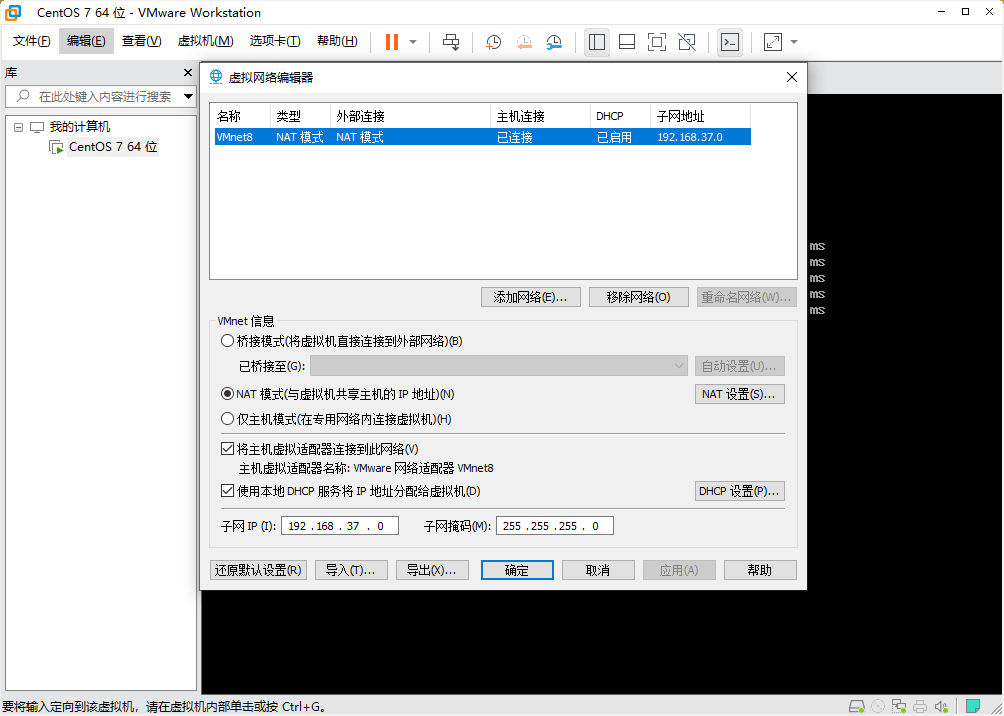 CentOS 7 64 位 - VMware Workstation
文件(F) 编辑(E) 查看(V) 虚拟机(M) 选项卡(T) 帮助(H)
库
在此处键入内容进行搜索
我的计算机
CentOS 7 64 位
虚拟网络编辑器
名称 类型 外部连接 主机连接 DHCP 子网地址
VMnet8 NAT 模式 NAT 模式 已连接 已启用 192.168.37.0
ms
ms
ms
ms
ms
添加网络(E)... 移除网络(O) 重命名网络(W)...
VMnet 信息
桥接模式(将虚拟机直接连接到外部网络)(B)
已桥接至(G): 自动设置(U)...
NAT 模式(与虚拟机共享主机的 IP 地址)(N) NAT 设置(S)...
仅主机模式(在专用网络内连接虚拟机)(H)
将主机虚拟适配器连接到此网络(V)
主机虚拟适配器名称: VMware 网络适配器 VMnet8
使用本地 DHCP 服务将 IP 地址分配给虚拟机(D) DHCP 设置(P)...
子网 IP (I): 192 . 168 . 37 . 0 子网掩码(M): 255 . 255 . 255 . 0
还原默认设置(R) 导入(T)... 导出(X)... 确定 取消 应用(A) 帮助
要将输入定向到该虚拟机，请在虚拟机内部单击或按 Ctrl+G。